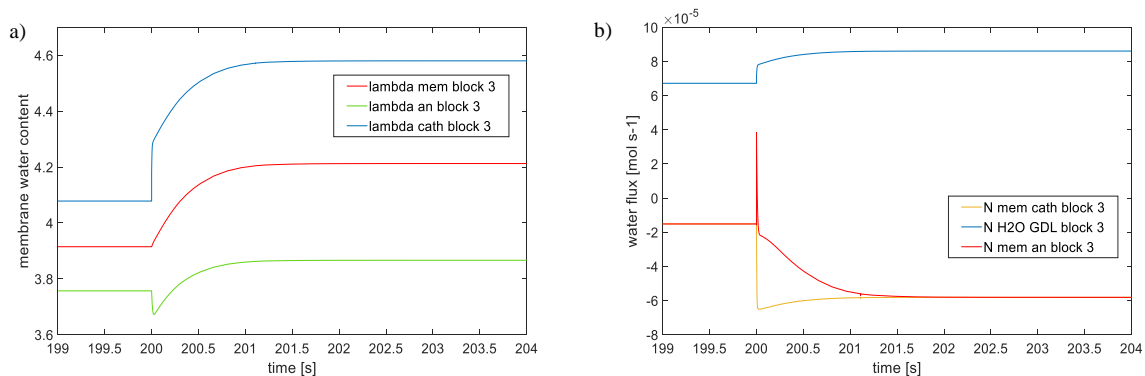 a)
membrane water content
4.6
4.4
4.2
4
3.8
3.6
lambda mem block 3
lambda an block 3
lambda cath block 3
199 199.5 200 200.5 201 201.5 202 202.5 203 203.5 204
time [s]
b)
×10-5
water flux [mol s-1]
10
8
6
4
2
0
-2
-4
-6
-8
N mem cath block 3
N H2O GDL block 3
N mem an block 3
199 199.5 200 200.5 201 201.5 202 202.5 203 203.5 204
time [s]